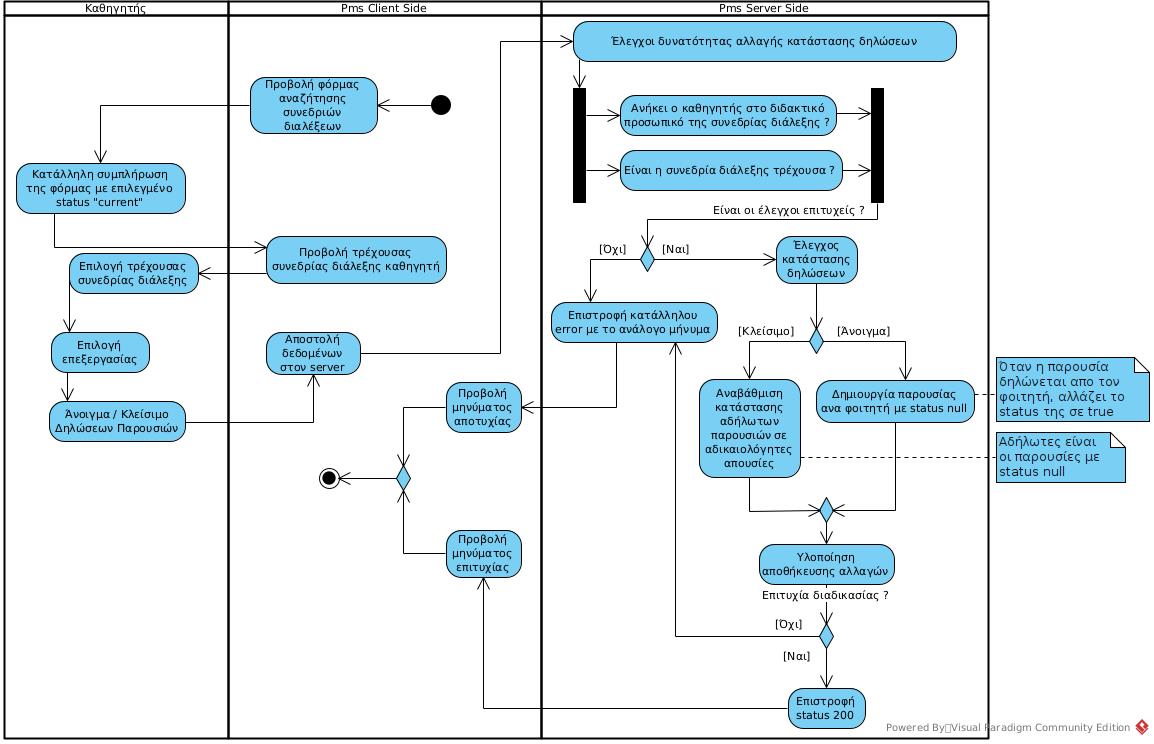 Καθηγητής
Pms Client Side
Pms Server Side
Έλεγχοι δυνατότητας αλλαγής κατάστασης δηλώσεων
Προβολή φόρμας
αναζήτησης
συνεδριών
διαλέξεων
Ανήκει ο καθηγητής στο διδακτικό
προσωπικό της συνεδρίας διάλεξης ?
Κατάλληλη συμπλήρωση
της φόρμας με επιλεγμένο
status "current"
Είναι η συνεδρία διάλεξης τρέχουσα ?
Είναι οι έλεγχοι επιτυχείς ?
Προβολή τρέχουσας
συνεδρίας διάλεξης καθηγητή
[Όχι]
[Ναι]
Έλεγχος
κατάστασης
δηλώσεων
Επιλογή τρέχουσας
συνεδρίας διάλεξης
Επιστροφή κατάλληλου
error με το ανάλογο μήνυμα
[Κλείσιμο]
[Άνοιγμα]
Επιλογή
επεξεργασίας
Αποστολή
δεδομένων
στον server
Όταν η παρουσία
δηλώνεται απο τον
φοιτητή, αλλάζει το
status της σε true
Αναβάθμιση
κατάστασης
αδήλωτων
παρουσιών σε
αδικαιολόγητες
απουσίες
Δημιουργία παρουσίας
ανα φοιτητή με status null
Άνοιγμα / Κλείσιμο
Δηλώσεων Παρουσιών
Προβολή
μηνύματος
αποτυχίας
Αδήλωτες είναι
οι παρουσίες με
status null
Προβολή
μηνύματος
επιτυχίας
Υλοποίηση
αποθήκευσης αλλαγών
Επιτυχία διαδικασίας ?
[Όχι]
[Ναι]
Επιστροφή
status 200
Powered By Visual Paradigm Community Edition